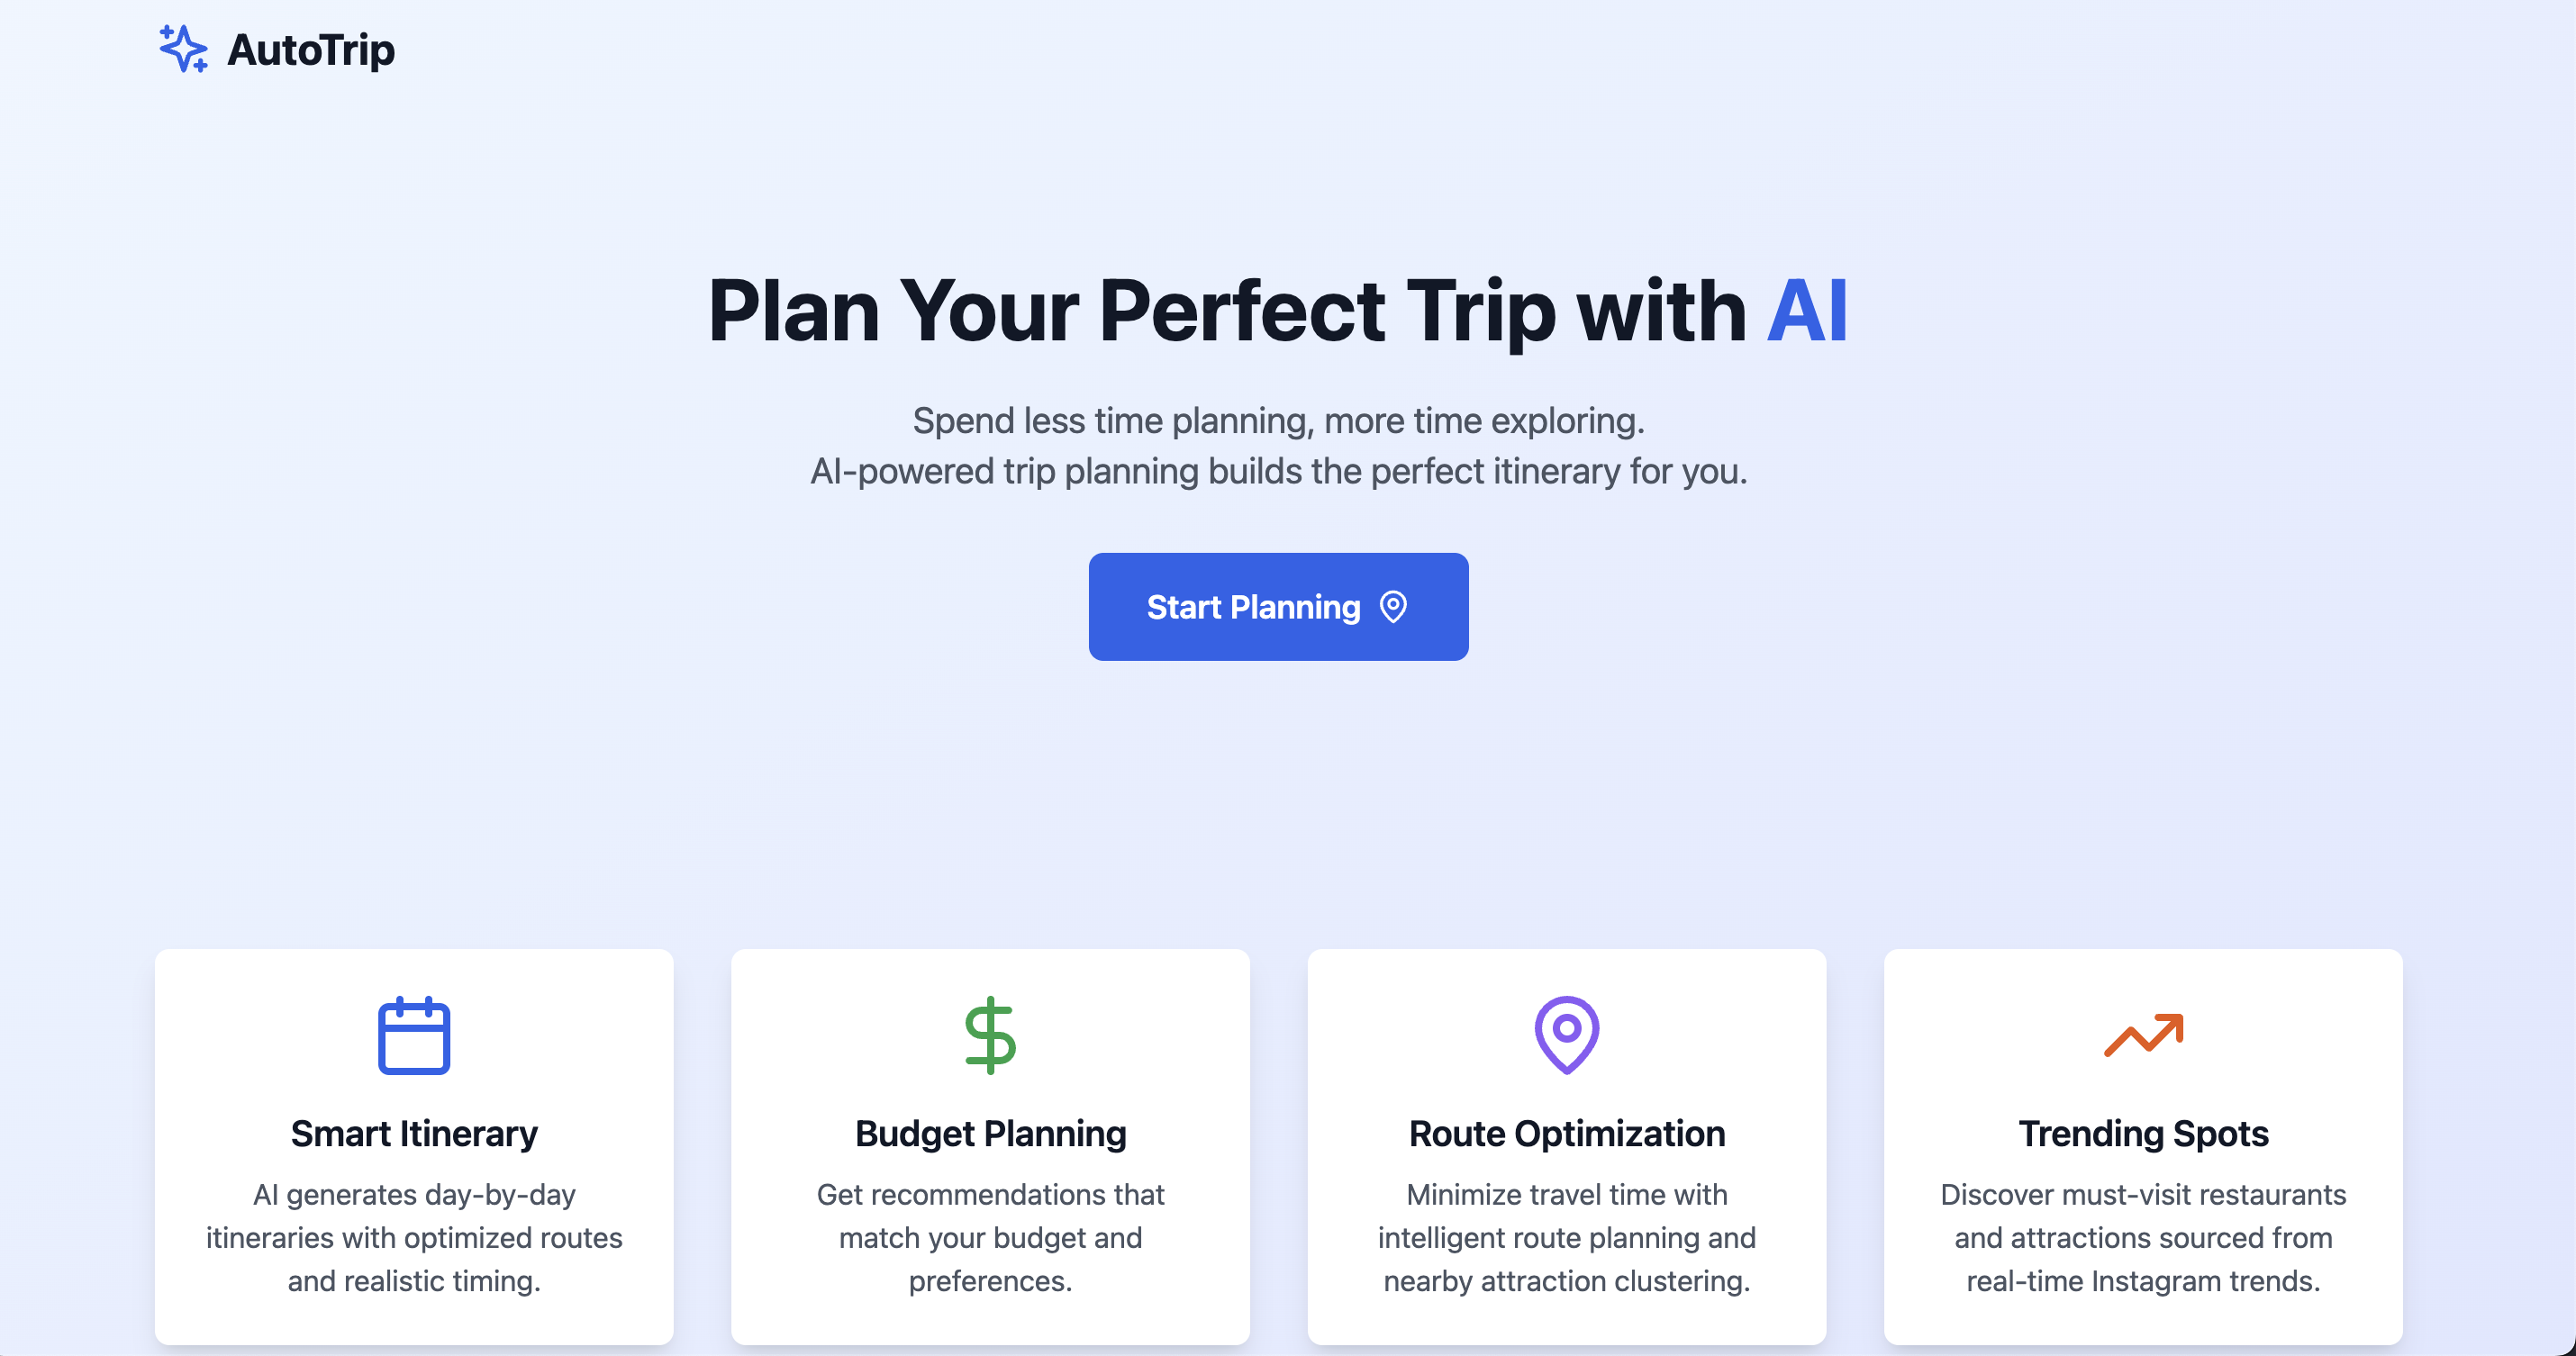 AutoTrip
Plan Your Perfect Trip with AI
Spend less time planning, more time exploring.
AI-powered trip planning builds the perfect itinerary for you.
Start Planning
Smart Itinerary
AI generates day-by-day
itineraries with optimized routes
and realistic timing.
Budget Planning
Get recommendations that
match your budget and
preferences.
Route Optimization
Minimize travel time with
intelligent route planning and
nearby attraction clustering.
Trending Spots
Discover must-visit restaurants
and attractions sourced from
real-time Instagram trends.